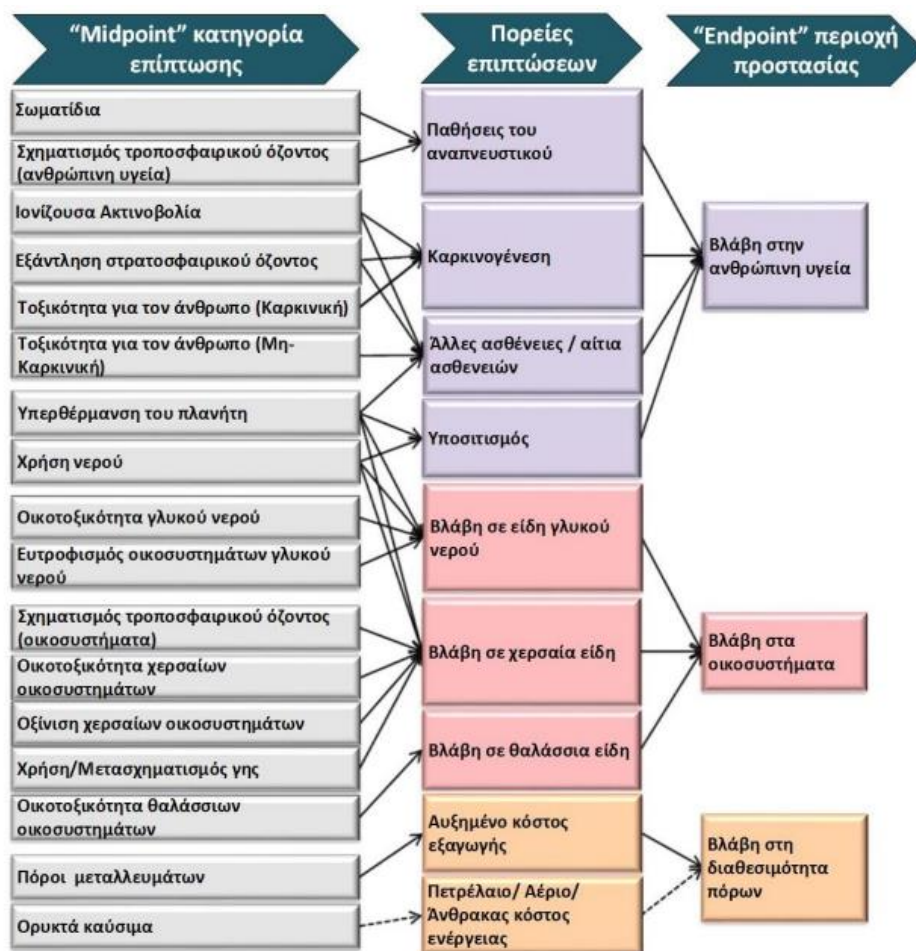 “Midpoint” κατηγορία
επίπτωσης
Πορείες
επιπτώσεων
“Endpoint” περιοχή
προστασίας
Σωματίδια
Σχηματισμός τροποσφαιρικού όζοντος
(ανθρώπινη υγεία)
Ιονίζουσα Ακτινοβολία
Εξάντληση στρατοσφαιρικού όζοντος
Τοξικότητα για τον άνθρωπο (Καρκινική)
Τοξικότητα για τον άνθρωπο (Μη-
Καρκινική)
Υπερθέρμανση του πλανήτη
Χρήση νερού
Οικοτοξικότητα γλυκού νερού
Ευτροφισμός οικοσυστημάτων γλυκού
νερού
Σχηματισμός τροποσφαιρικού όζοντος
(οικοσυστήματα)
Οικοτοξικότητα χερσαίων
οικοσυστημάτων
Οξίνιση χερσαίων οικοσυστημάτων
Χρήση/Μετασχηματισμός γης
Οικοτοξικότητα θαλάσσιων
οικοσυστημάτων
Πόροι μεταλλευμάτων
Ορυκτά καύσιμα
Παθήσεις του
αναπνευστικού
Καρκινογένεση
Άλλες ασθένειες / αίτια
ασθενειών
Υποσιτισμός
Βλάβη σε είδη γλυκού
νερού
Βλάβη σε χερσαία είδη
Βλάβη σε θαλάσσια είδη
Αυξημένο κόστος
εξαγωγής
Πετρέλαιο/ Αέριο/
Άνθρακας κόστος
ενέργειας
Βλάβη στην
ανθρώπινη υγεία
Βλάβη στα
οικοσυστήματα
Βλάβη στη
διαθεσιμότητα
πόρων